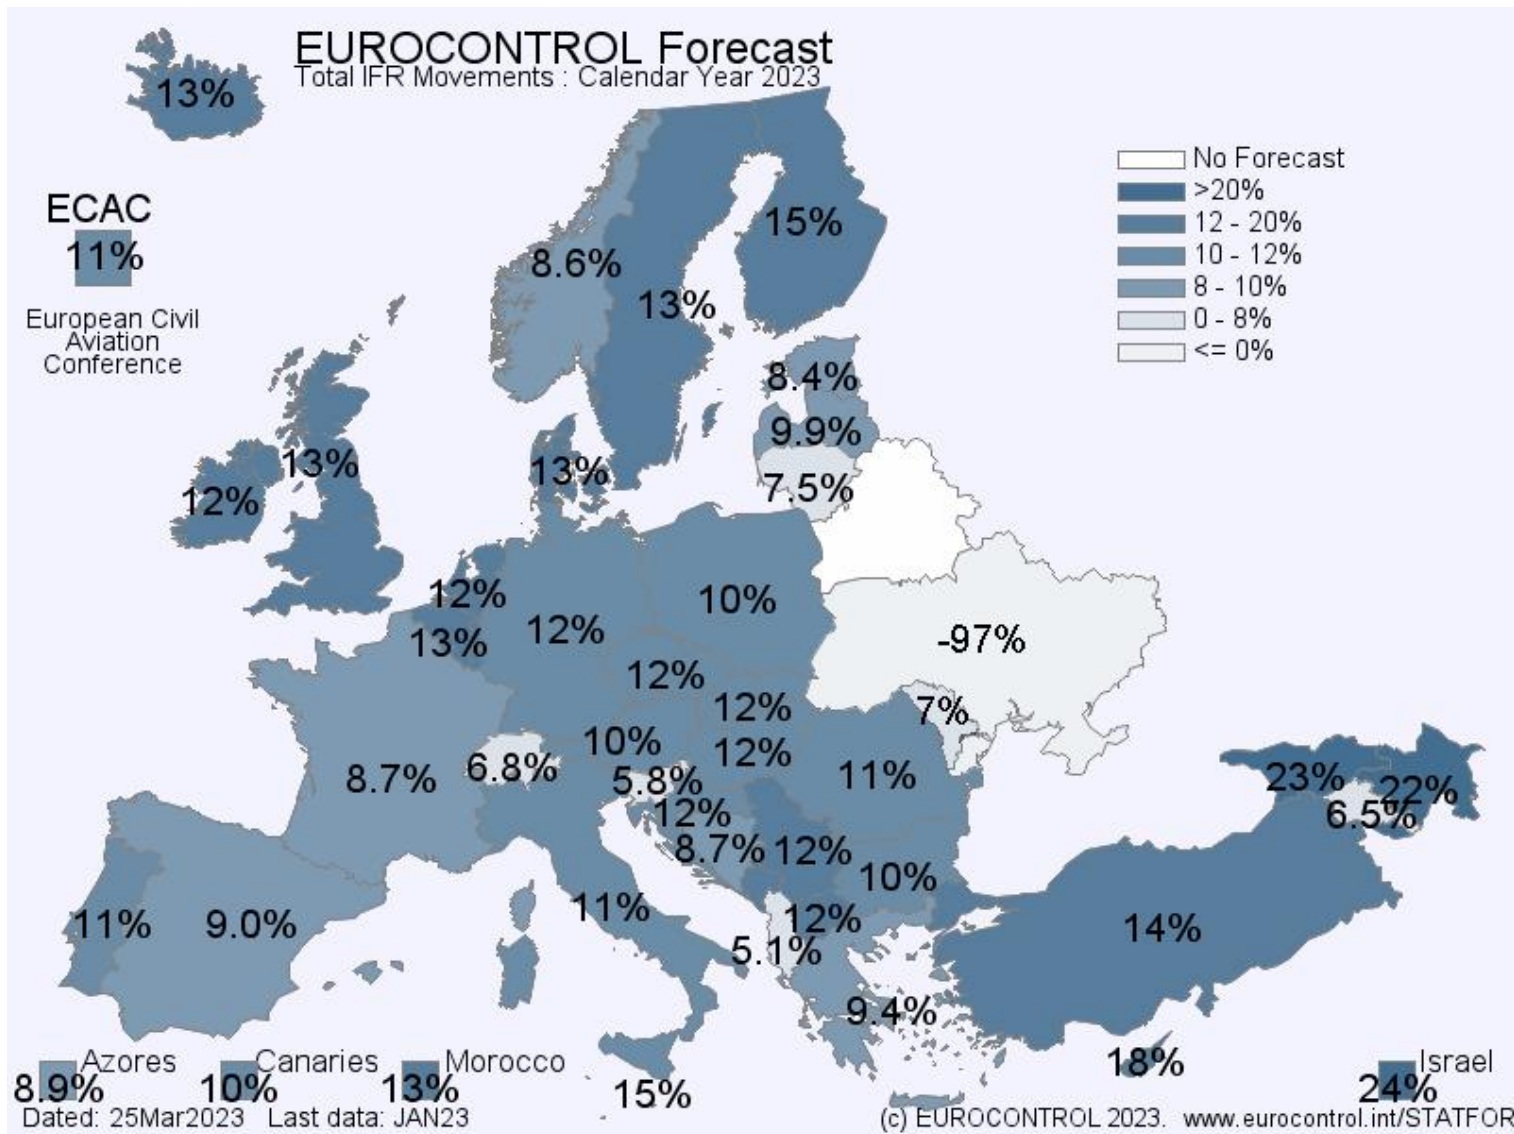 EUROCONTROL Forecast
Total IFR Movements : Calendar Year 2023
13%
No Forecast
>20%
12 - 20%
10 - 12%
8 - 10%
0 - 8%
<= 0%
ECAC
11%
European Civil
Aviation
Conference
15%
8.6%
13%
8.4%
9.9%
7.5%
13%
13%
12%
12%
13%
12%
10%
-97%
12%
12%
7%
10%
12%
6.8%
5.8%
8.7%
11%
23%
22%
6.5%
12%
8.7%
12%
10%
11%
9.0%
11%
12%
5.1%
14%
9.4%
18%
15%
Azores
8.9%
Canaries
10%
Morocco
13%
Israel
24%
Dated: 25Mar2023 Last data: JAN23
(c) EUROCONTROL 2023. www.eurocontrol.int/STATFOR